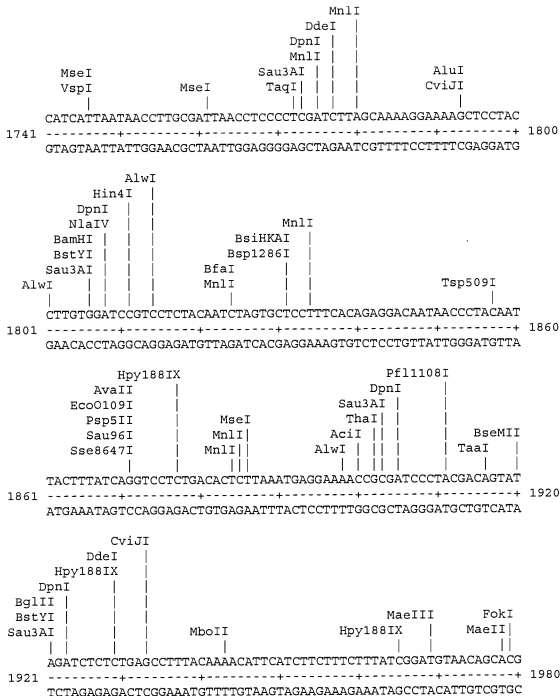 MnlI
DdeI
DpnI
MnlI
MseI Sau3AI AluI
VspI MseI TaqI CviJI
CATCATTAATAACCTTGCGATTAACCTCCCCTCGATCTTAGCAAAAGGAAAAGCTCCTAC
1741 ---------+---------+---------+---------+---------+---------+ 1800
GTAGTAATTATTGGAACGCTAATTGGAGGGGAGCTAGAATCGTTTTCCTTTTCGAGGATG
AlwI
Hin4I
DpnI
NlaIV MnlI
BamHI BsiHKAI
BstYI Bsp1286I
Sau3AI BfaI
AlwI MnlI Tsp509I
CTTGTGGATCCGTCCTCTACAATCTAGTGCTCCTTTCACAGAGGACAATAACCCTACAAT
1801 ---------+---------+---------+---------+---------+---------+ 1860
GAACACCTAGGCAGGAGATGTTAGATCACGAGGAAAGTGTCTCCTGTTATTGGGATGTTA
Hpy188IX Pfl1108I
AvaII DpnI
EcoO109I Sau3AI
Psp5II MseI ThaI
Sau96I MnlI AciI BseMII
Sse8647I MnlI AlwI TaaI
TACTTTATCAGGTCCTCTGACACTCTTAAATGAGGAAAACCGCGATCCCTACGACAGTAT
1861 ---------+---------+---------+---------+---------+---------+ 1920
ATGAAATAGTCCAGGAGACTGTGAGAATTTACTCCTTTTGGCGCTAGGGATGCTGTCATA
CviJI
DdeI
Hpy188IX
DpnI
BglII
BstYI MaeIII FokI
Sau3AI MboII Hpy188IX MaeII
AGATCTCTCTGAGCCTTTACAAAACATTCATCTTCTTTCTTTATCGGATGTAACAGCACG
1921 ---------+---------+---------+---------+---------+---------+ 1980
TCTAGAGAGACTCGGAAATGTTTTGTAAGTAGAAGAAAGAAATAGCCTACATTGTCGTGC